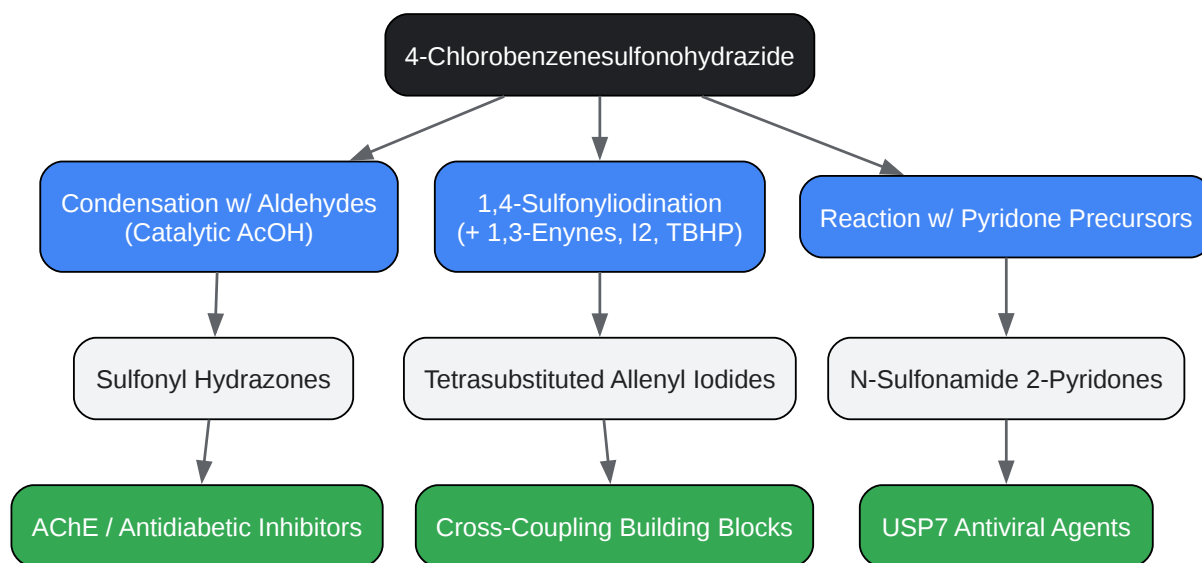 4-Chlorobenzenesulfonohydrazide
Condensation w/ Aldehydes
(Catalytic AcOH)
1,4-Sulfonyliodination
(+ 1,3-Enynes, I2, TBHP)
Reaction w/ Pyridone Precursors
Sulfonyl Hydrazones
Tetrasubstituted Allenyl Iodides
N-Sulfonamide 2-Pyridones
AChE / Antidiabetic Inhibitors
Cross-Coupling Building Blocks
USP7 Antiviral Agents